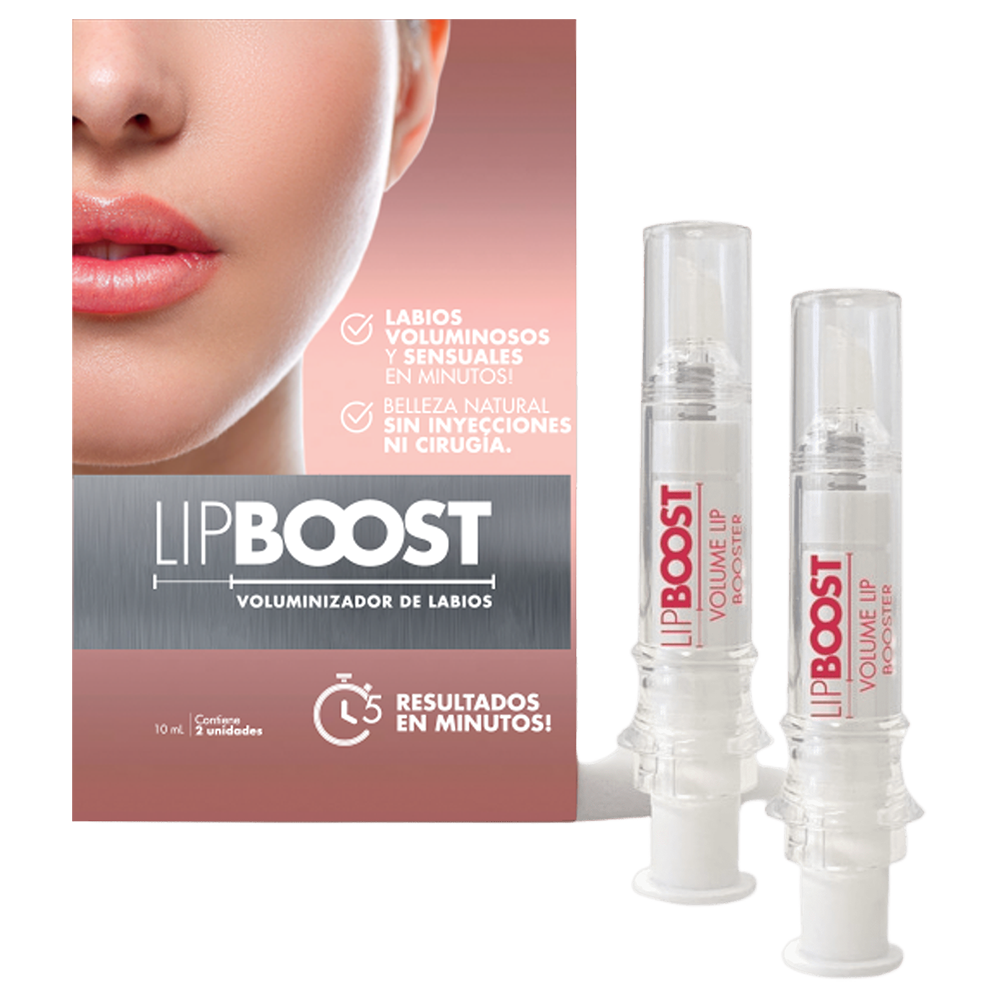 LABIOS
VOLUMINOSOS
Y SENSUALES
EN MINUTOS!
BELLEZA NATURAL
SIN INYECCIONES
NI CIRUGÍA.
LIPBOOST
VOLUMINIZADOR DE LABIOS
10 mL
Contiene
2 unidades
5
RESULTADOS
EN MINUTOS!
LIPBOOST
VOLUME LIP
BOOSTER
LIPBOOST
VOLUME LIP
BOOSTER